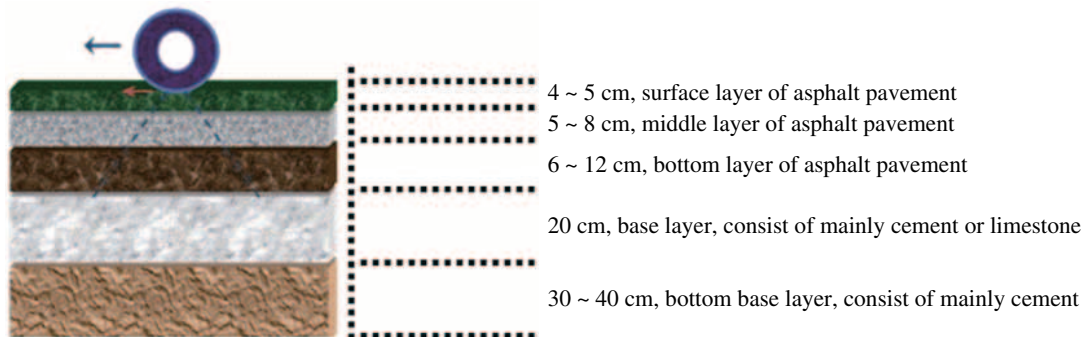 4 ~ 5 cm, surface layer of asphalt pavement
5 ~ 8 cm, middle layer of asphalt pavement
6 ~ 12 cm, bottom layer of asphalt pavement
20 cm, base layer, consist of mainly cement or limestone
30 ~ 40 cm, bottom base layer, consist of mainly cement